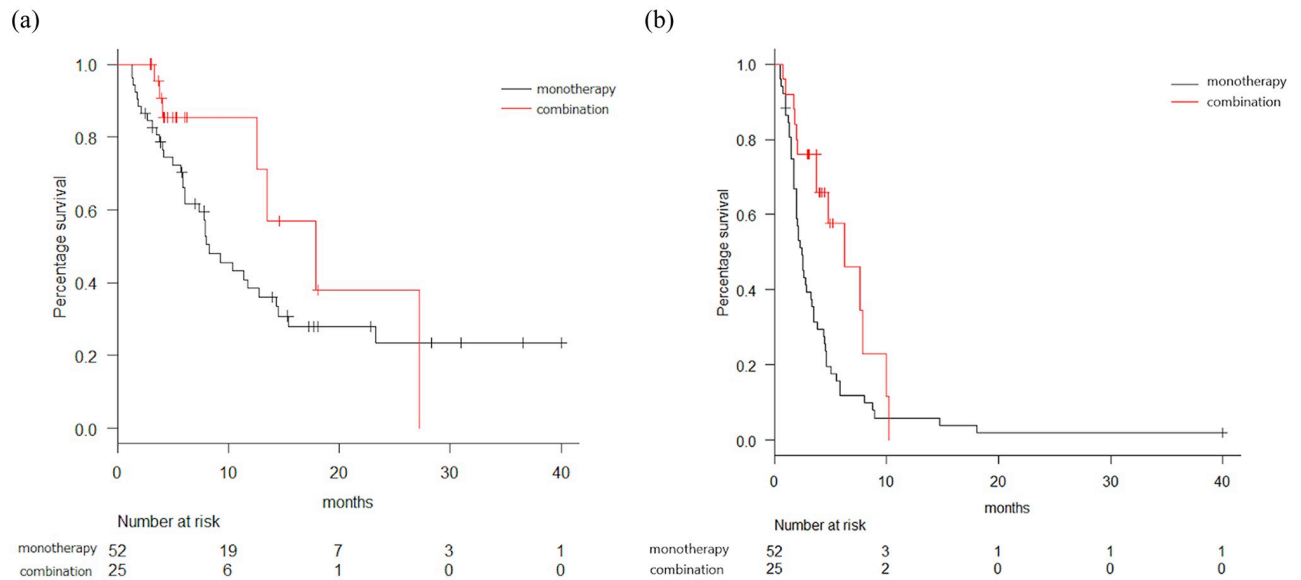 (a)
1.0
0.8
0.6
0.4
0.2
0.0
Percentage survival
monotherapy
combination
0 10 20 30 40
months
Number at risk
monotherapy 52 19 7 3 1
combination 25 6 1 0 0
(b)
1.0
0.8
0.6
0.4
0.2
0.0
Percentage survival
monotherapy
combination
0 10 20 30 40
months
Number at risk
monotherapy 52 3 1 1 1
combination 25 2 0 0 0